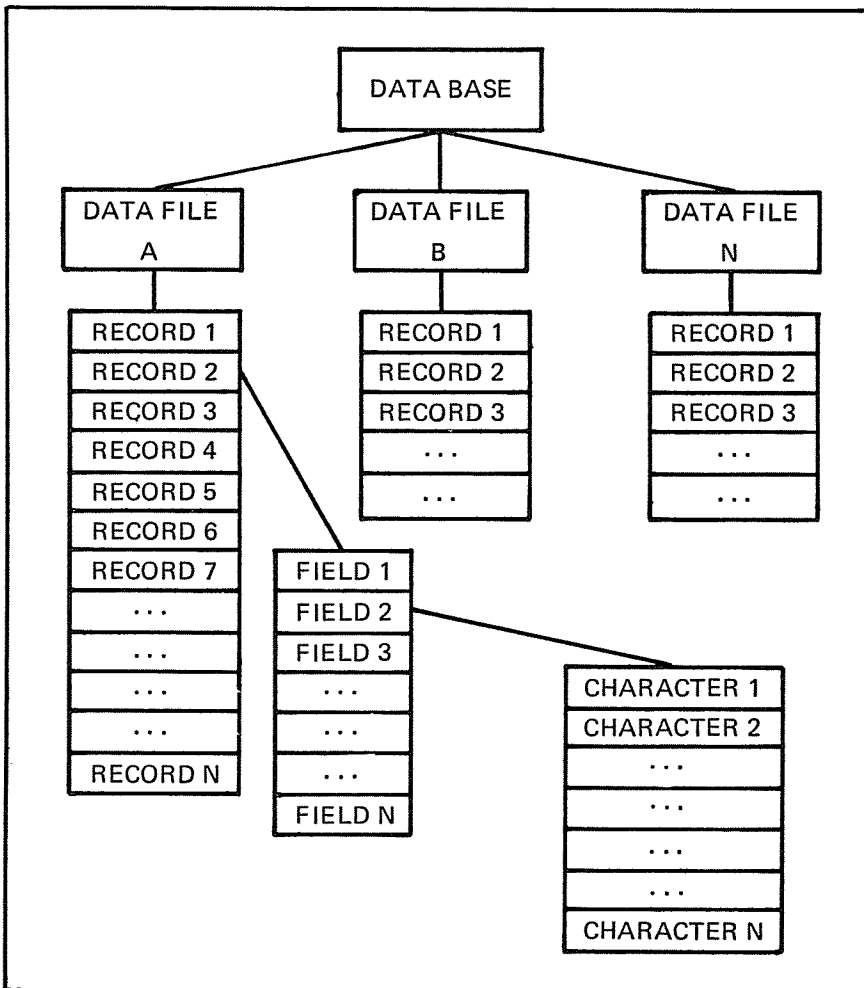 DATA BASE
DATA FILE
A
DATA FILE
B
DATA FILE
N
RECORD 1
RECORD 2
RECORD 3
RECORD 4
RECORD 5
RECORD 6
RECORD 7
...
...
...
...
RECORD N
RECORD 1
RECORD 2
RECORD 3
...
...
RECORD 1
RECORD 2
RECORD 3
...
...
FIELD 1
FIELD 2
FIELD 3
...
...
...
FIELD N
CHARACTER 1
CHARACTER 2
...
...
...
...
CHARACTER N